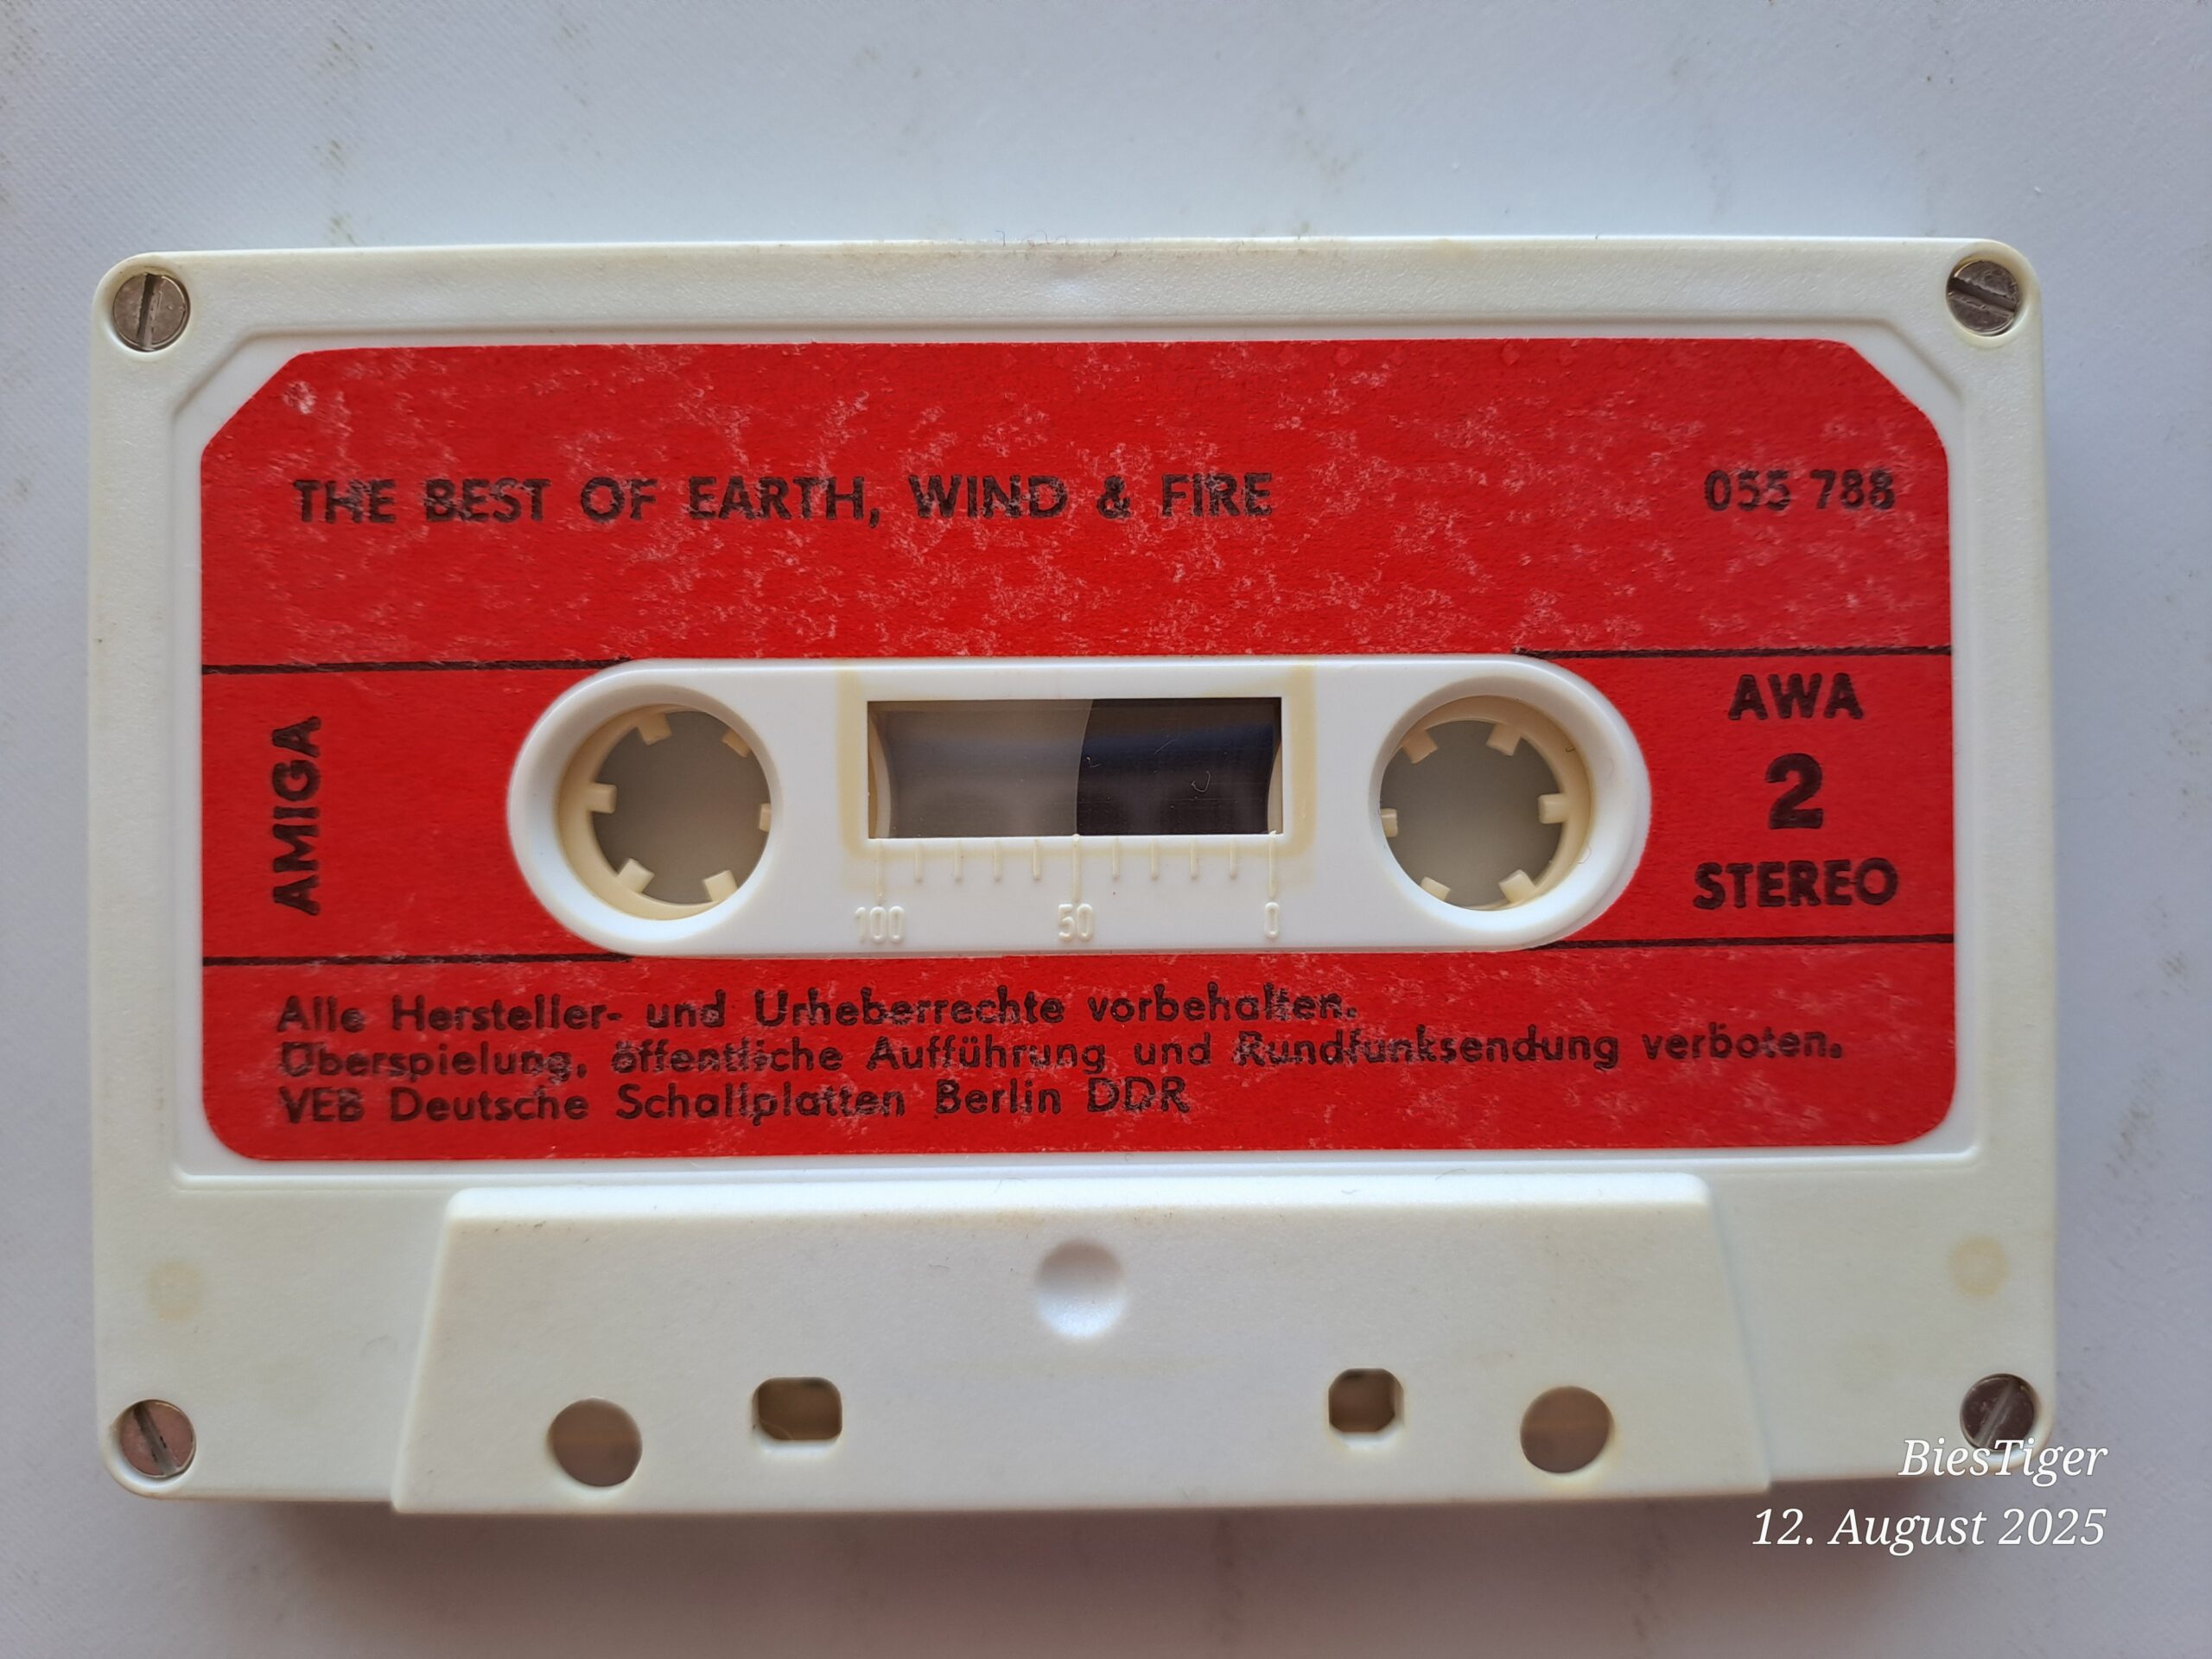 THE BEST OF EARTH, WIND & FIRE
055 788
AMIGA
AWA
2
STEREO
100 50 0
Alle Hersteller- und Urheberrechte vorbehalten.
Überspielung, öffentliche Aufführung und Rundfunksendung verboten.
VEB Deutsche Schallplatten Berlin DDR
BiesTiger
12. August 2025